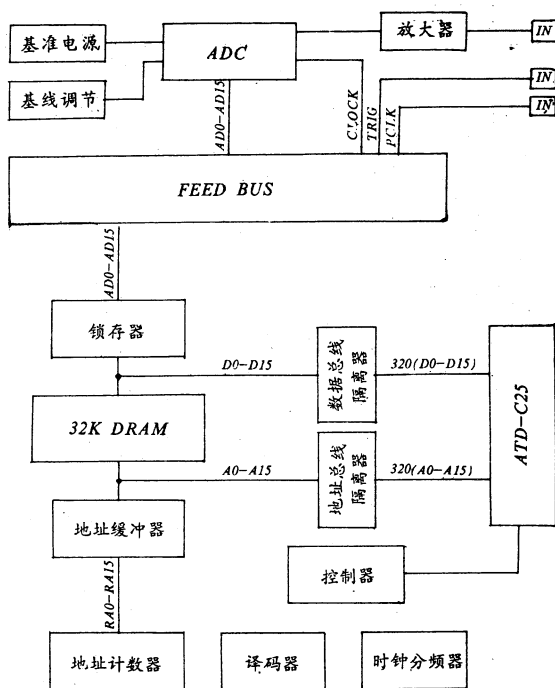 基准电源
ADC
放大器
IN
基线调节
IN
IN
AD0-AD15
CLOCK
TRIG
PCLK
FEED BUS
AD0-AD15
锁存器
D0-D15
数据总线
隔离器
320(D0-D15)
ATD-C25
32K DRAM
A0-A15
地址总线
隔离器
320(A0-A15)
地址缓冲器
控制器
RA0-RA15
地址计数器
译码器
时钟分频器